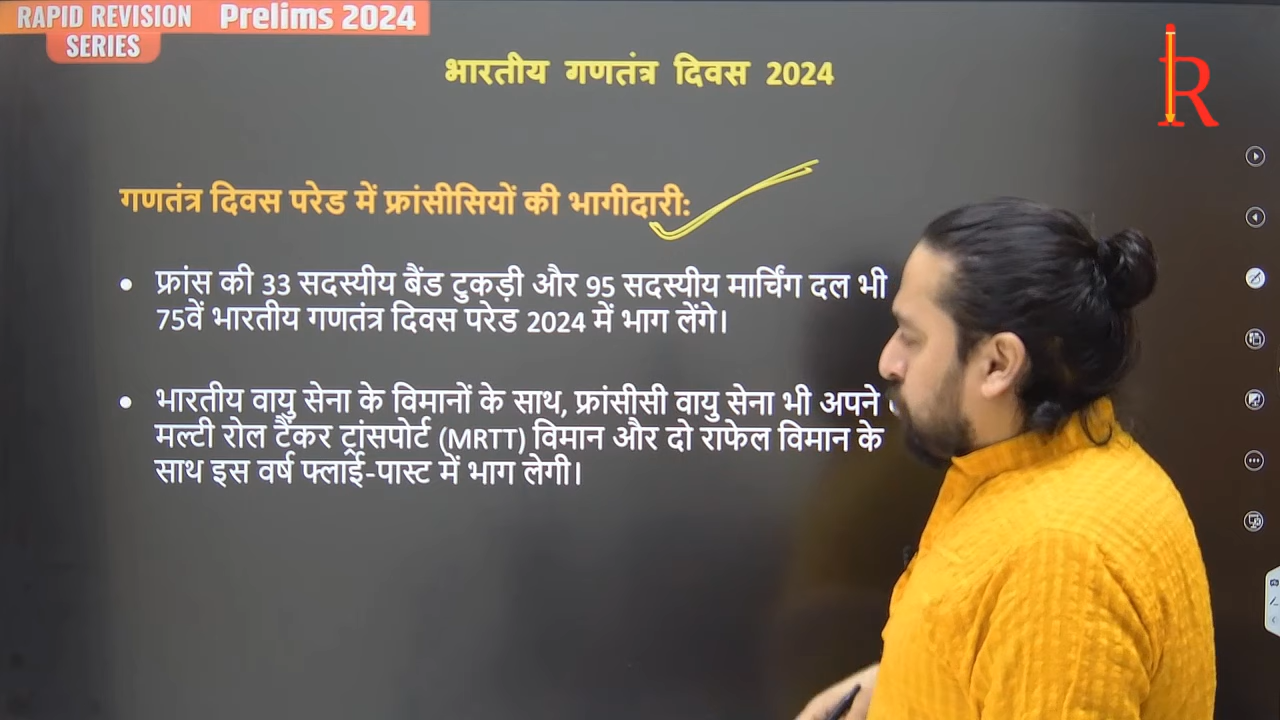 RAPID REVISION Prelims 2024
SERIES
भारतीय गणतंत्र दिवस 2024
गणतंत्र दिवस परेड में फ्रांसीसियों की भागीदारी:
• फ्रांस की 33 सदस्यीय बैंड टुकड़ी और 95 सदस्यीय मार्चिंग दल भी
75वें भारतीय गणतंत्र दिवस परेड 2024 में भाग लेंगे।
• भारतीय वायु सेना के विमानों के साथ, फ्रांसीसी वायु सेना भी अपने
मल्टी रोल टैंकर ट्रांसपोर्ट (MRTT) विमान और दो राफेल विमान के
साथ इस वर्ष फ्लाई-पास्ट में भाग लेगी।
R